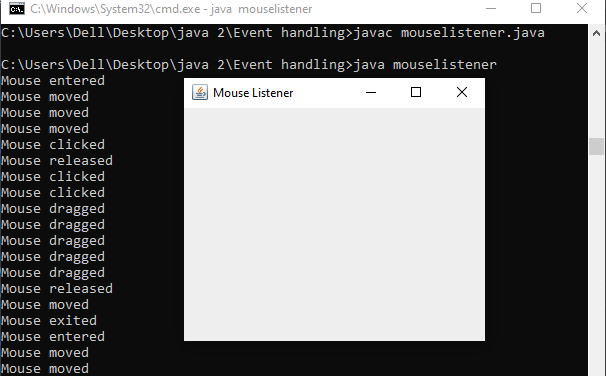 C:\Windows\System32\cmd.exe - java  mouselistener
C:\Users\Dell\Desktop\java 2\Event handling>javac mouselistener.java
C:\Users\Dell\Desktop\java 2\Event handling>java mouselistener
Mouse entered
Mouse moved
Mouse moved
Mouse moved
Mouse clicked
Mouse released
Mouse clicked
Mouse clicked
Mouse dragged
Mouse dragged
Mouse dragged
Mouse dragged
Mouse dragged
Mouse released
Mouse moved
Mouse exited
Mouse entered
Mouse moved
Mouse moved
Mouse Listener